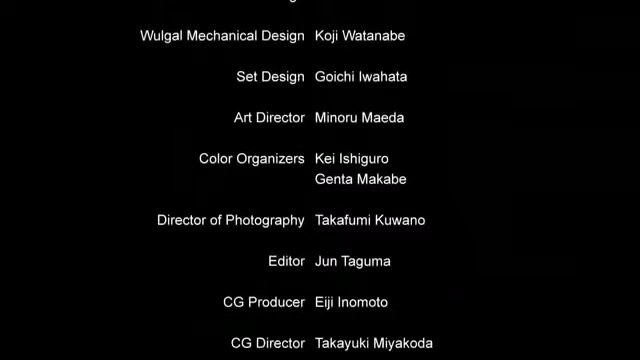 Wulgal Mechanical Design Koji Watanabe
Set Design Goichi Iwahata
Art Director Minoru Maeda
Color Organizers Kei Ishiguro
Genta Makabe
Director of Photography Takafumi Kuwano
Editor Jun Taguma
CG Producer Eiji Inomoto
CG Director Takayuki Miyakoda